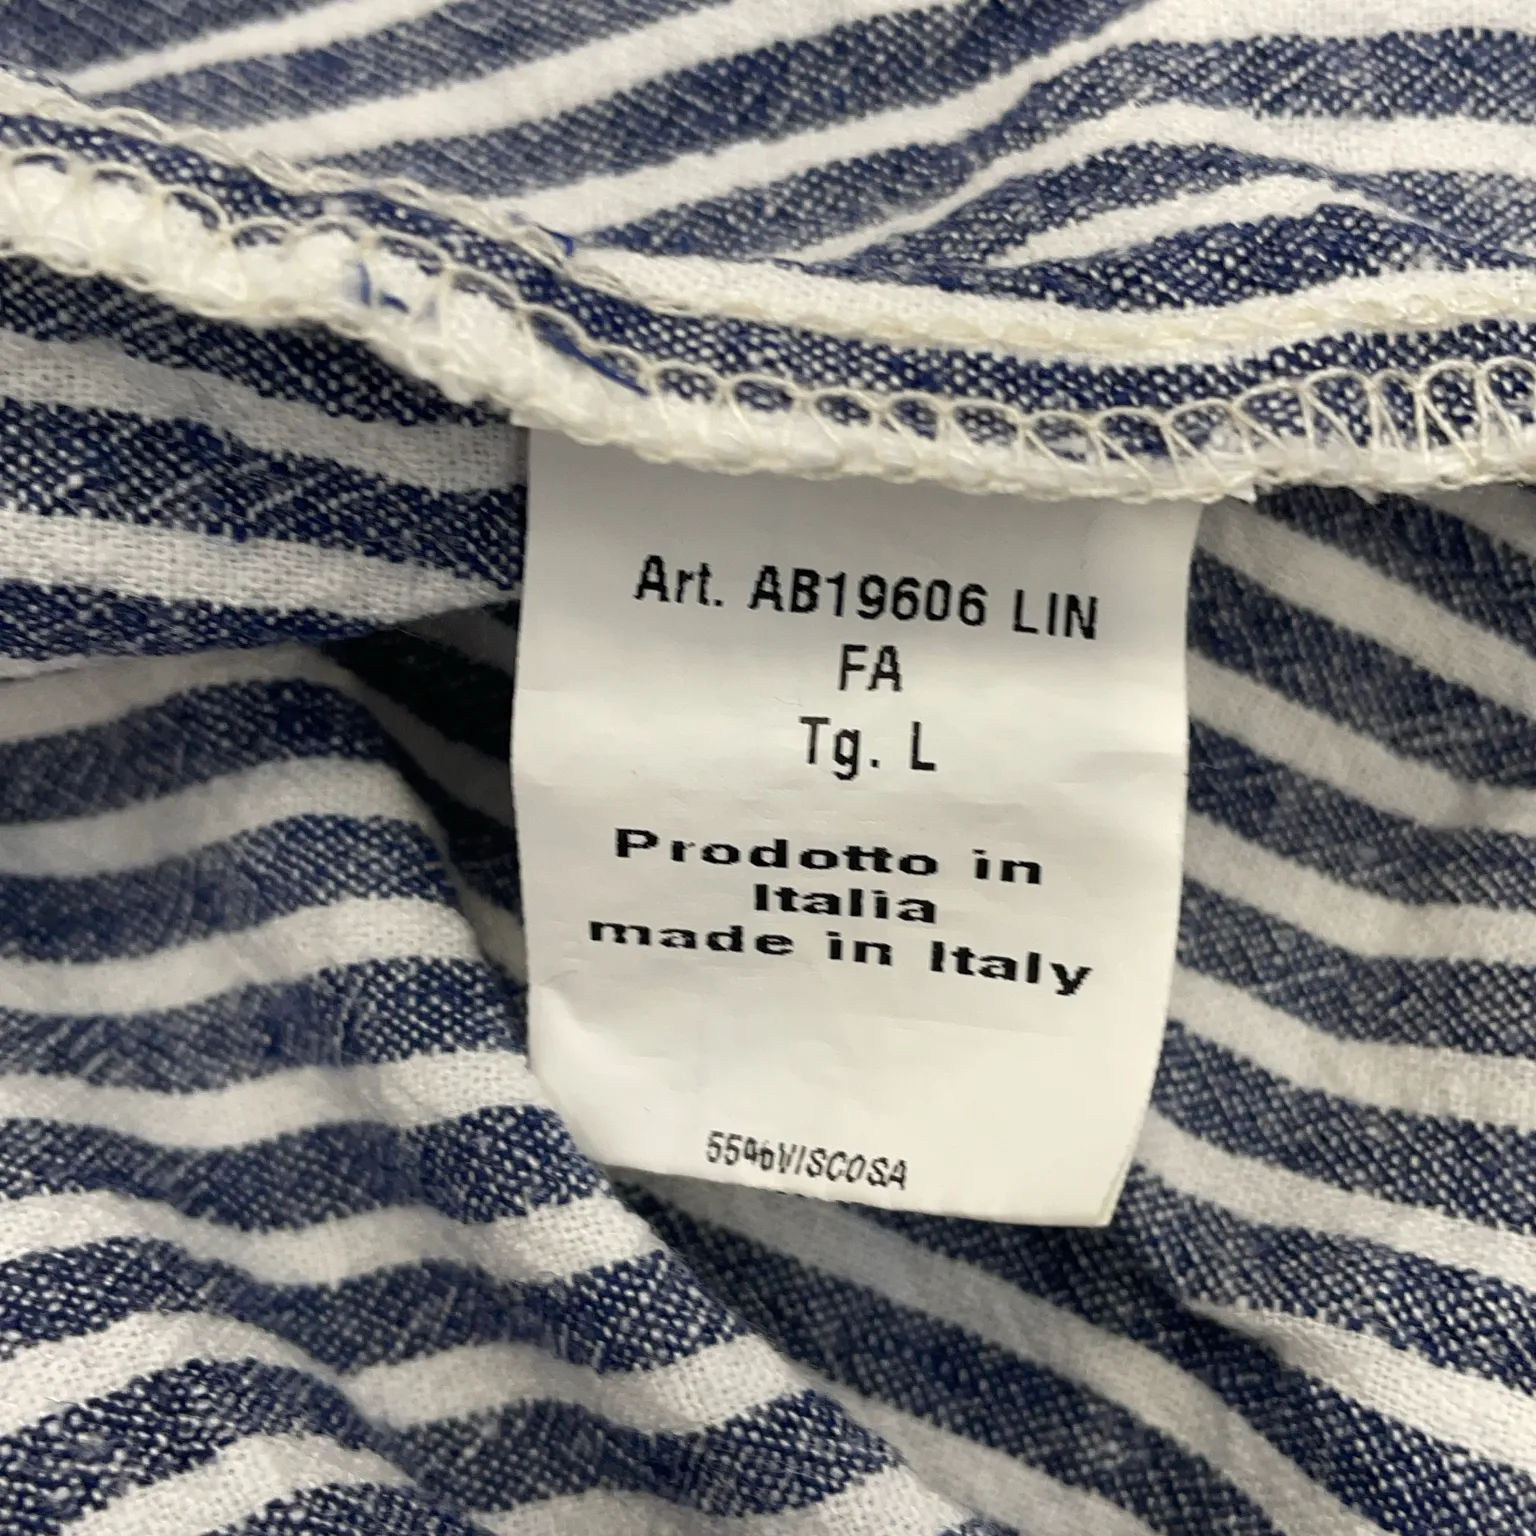 Art. AB19606 LIN
FA
Tg. L
Prodotto in
Italia
made in Italy
55%VISCOSA